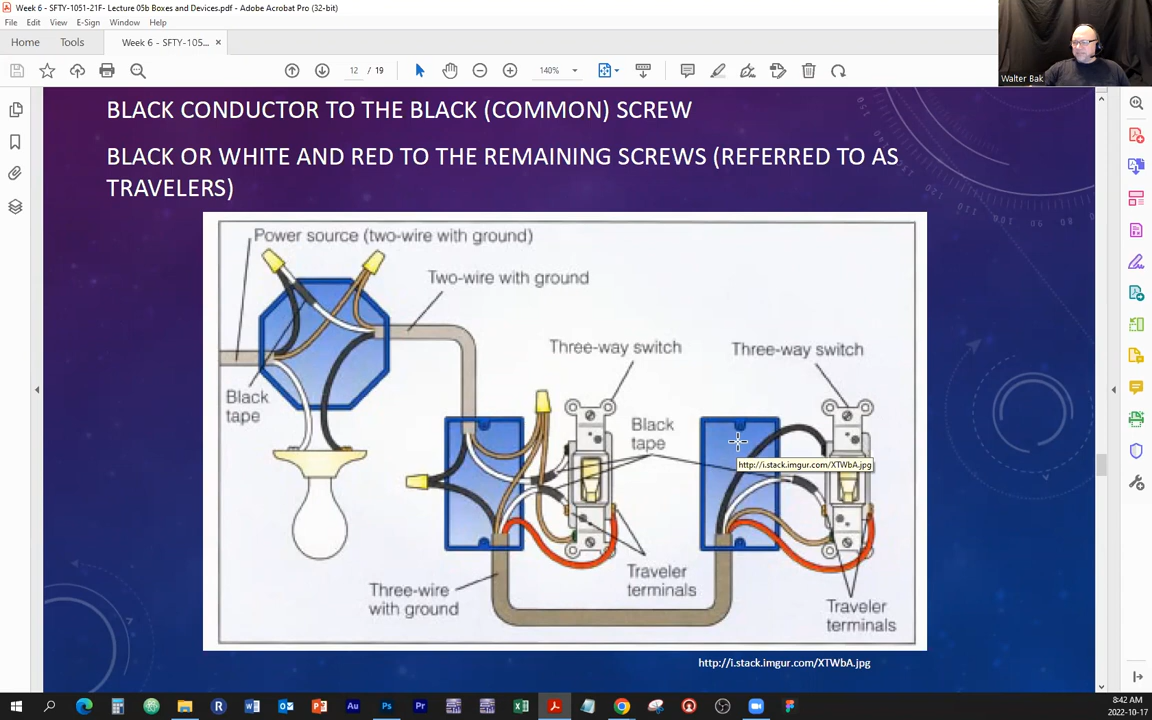 Week 6 - SFTY-1051-21F- Lecture 05b Boxes and Devices.pdf - Adobe Acrobat Pro (32-bit)
File Edit View E-Sign Window Help
Home Tools Week 6 - SFTY-105... ×
12 / 19 140%
Walter Bak
BLACK CONDUCTOR TO THE BLACK (COMMON) SCREW
BLACK OR WHITE AND RED TO THE REMAINING SCREWS (REFERRED TO AS
TRAVELERS)
Power source (two-wire with ground)
Two-wire with ground
Three-way switch
Three-way switch
Black
tape
Black
tape
http://i.stack.imgur.com/XTWbA.jpg
Three-wire
with ground
Traveler
terminals
Traveler
terminals
http://i.stack.imgur.com/XTWbA.jpg
8:42 AM
2022-10-17